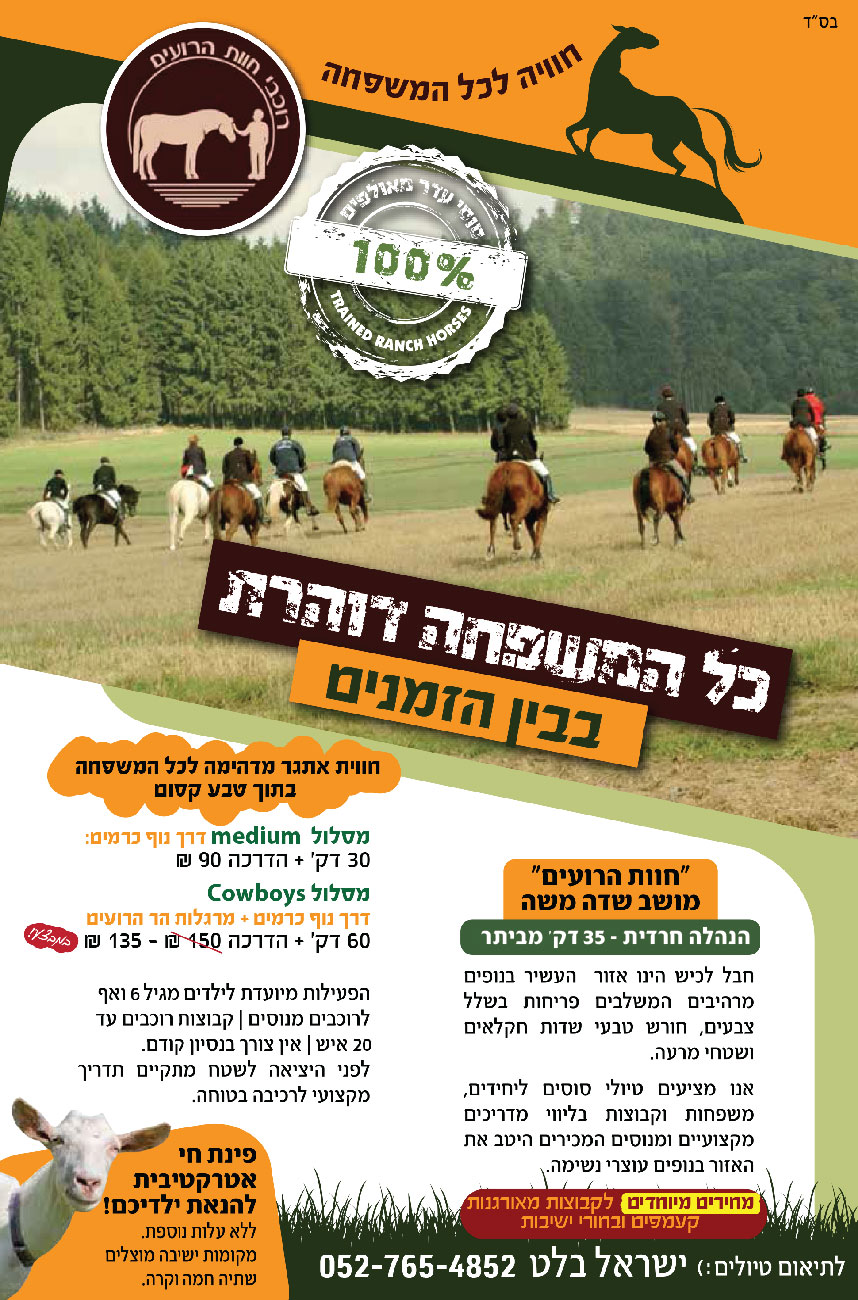 בס"ד
חוויה לכל המשפחה
רוכבי חוות הרועים
סוסי עדר מאולפים
100%
TRAINED RANCH HORSES
כל המשפחה דוהרת
בבין הזמנים
חווית אתגר מדהימה לכל המשפחה
בתוך טבע קסום
מסלול medium דרך נוף כרמים:
30 דק' + הדרכה 90 ₪
מסלול Cowboys
דרך נוף כרמים + מרגלות הר הרועים
60 דק' + הדרכה 150 ₪ - 135 ₪ במבצע!
הפעילות מיועדת לילדים מגיל 6 ואף
לרוכבים מנוסים | קבוצות רוכבים עד
20 איש | אין צורך בנסיון קודם.
לפני היציאה לשטח מתקיים תדריך
מקצועי לרכיבה בטוחה.
"חוות הרועים"
מושב שדה משה
הנהלה חרדית - 35 דק' מביתר
חבל לכיש הינו אזור העשיר בנופים
מרהיבים המשלבים פריחות בשלל
צבעים, חורש טבעי שדות חקלאים
ושטחי מרעה.
אנו מציעים טיולי סוסים ליחידים,
משפחות וקבוצות בליווי מדריכים
מקצועיים ומנוסים המכירים היטב את
האזור בנופים עוצרי נשימה.
מחירים מיוחדים לקבוצות מאורגנות
קעמפים ובחורי ישיבות
פינת חי
אטרקטיבית
להנאת ילדיכם!
ללא עלות נוספת.
מקומות ישיבה מוצלים
שתיה חמה וקרה.
לתיאום טיולים:) ישראל בלט 052-765-4852